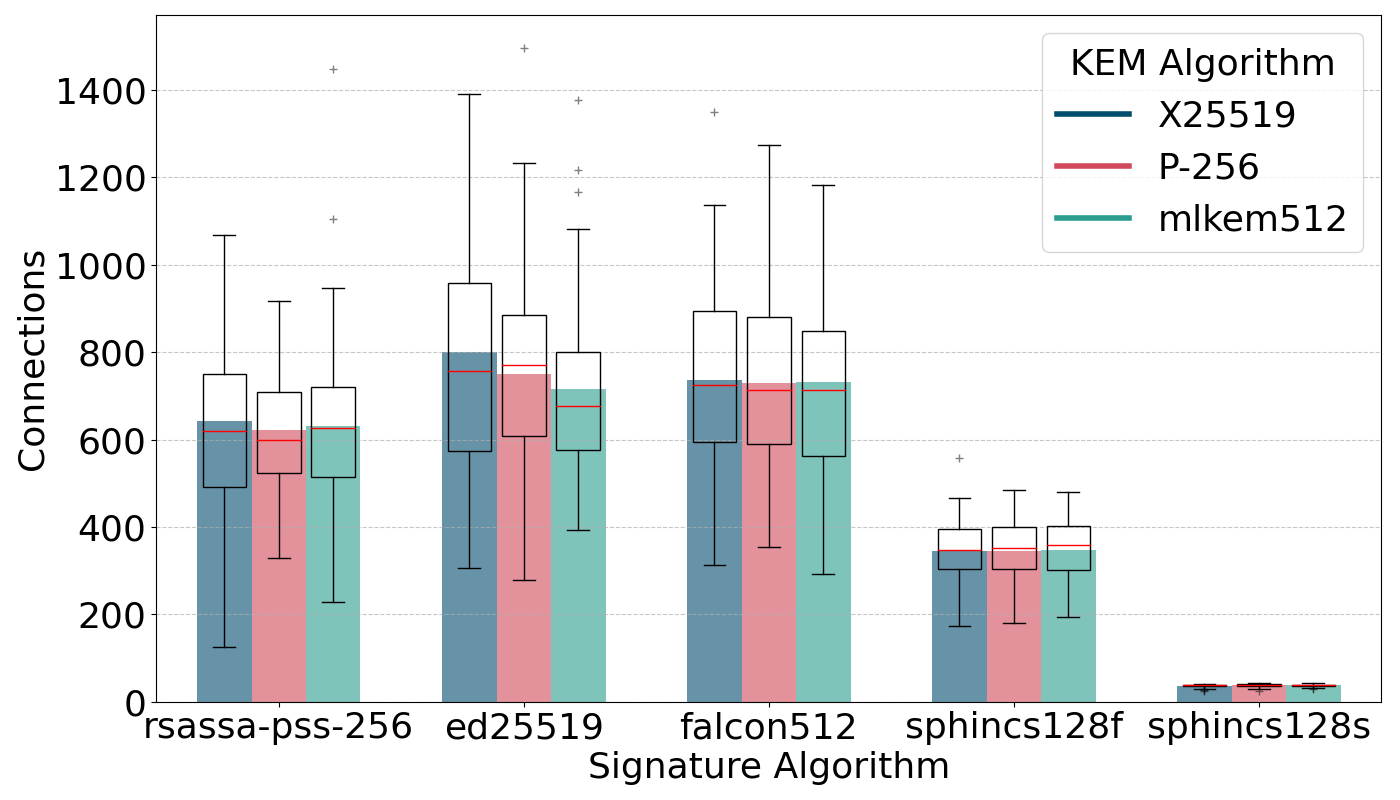 1400
1200
1000
800
600
400
200
0
Connections
KEM Algorithm
X25519
P-256
mlkem512
rsassa-pss-256 ed25519 falcon512 sphincs128f sphincs128s
Signature Algorithm